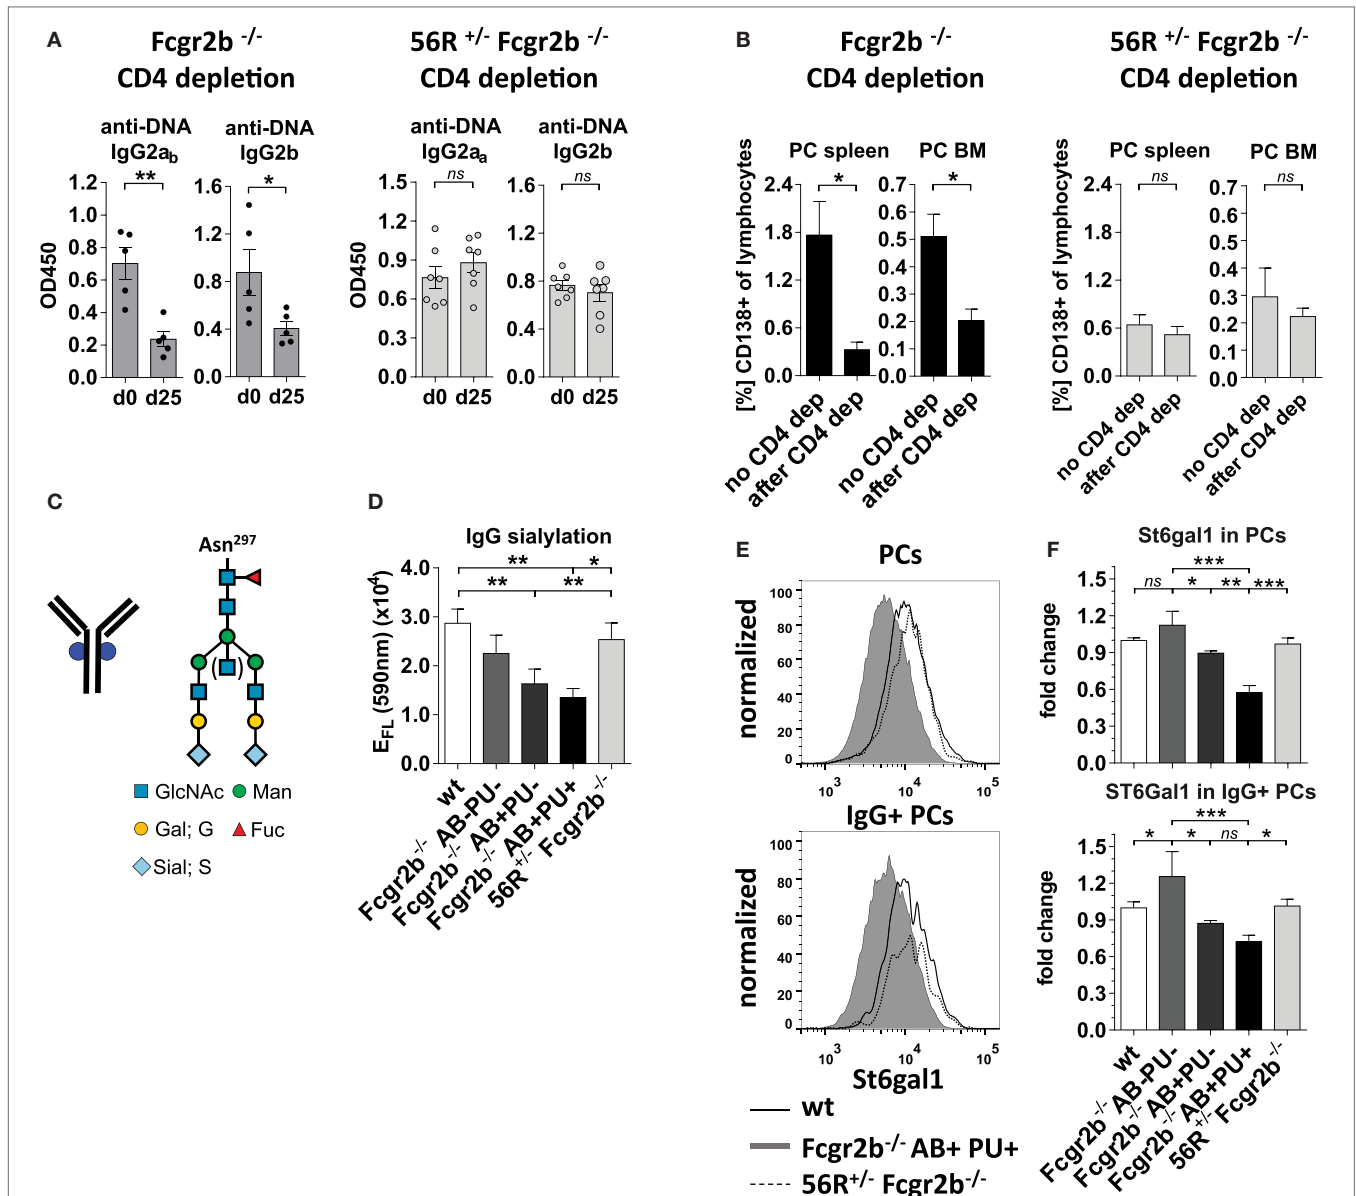 A
Fcgr2b -/-
CD4 depletion
56R +/- Fcgr2b -/-
CD4 depletion
anti-DNA
IgG2ab
anti-DNA
IgG2b
anti-DNA
IgG2aa
anti-DNA
IgG2b
OD450
1.2
1.0
0.8
0.6
0.4
0.2
0.0
**
d0 d25
1.6
1.2
0.8
0.4
0.0
*
d0 d25
OD450
1.5
1.2
0.9
0.6
0.3
0.0
ns
d0 d25
1.6
1.2
0.8
0.4
0.0
ns
d0 d25
B
Fcgr2b -/-
CD4 depletion
56R +/- Fcgr2b -/-
CD4 depletion
PC spleen
PC BM
PC spleen
PC BM
[%] CD138+ of lymphocytes
2.4
1.8
1.2
0.6
0.0
*
no CD4 dep
after CD4 dep
0.7
0.6
0.5
0.4
0.3
0.2
0.1
0.0
*
no CD4 dep
after CD4 dep
[%] CD138+ of lymphocytes
2.4
1.8
1.2
0.6
0.0
ns
no CD4 dep
after CD4 dep
0.7
0.6
0.5
0.4
0.3
0.2
0.1
0.0
ns
no CD4 dep
after CD4 dep
C
Asn297
( )
GlcNAc
Man
Gal; G
Fuc
Sial; S
D
IgG sialylation
** *
** **
EFL (590nm) (x10⁴)
4.0
3.0
2.0
1.0
0.0
wt
Fcgr2b-/- AB-PU-
Fcgr2b-/- AB+PU-
Fcgr2b-/- AB+PU+
56R+/- Fcgr2b-/-
E
PCs
normalized
100
80
60
40
20
0
10³ 10⁴ 10⁵
IgG+ PCs
normalized
100
80
60
40
20
0
10³ 10⁴ 10⁵
St6gal1
wt
Fcgr2b-/- AB+ PU+
56R+/- Fcgr2b-/-
F
St6gal1 in PCs
***
ns * ** ***
fold change
1.5
1.2
0.9
0.6
0.3
0.0
ST6Gal1 in IgG+ PCs
***
* * ns *
fold change
1.5
1.2
0.9
0.6
0.3
0.0
wt
Fcgr2b-/- AB-PU-
Fcgr2b-/- AB+PU-
Fcgr2b-/- AB+PU+
56R+/- Fcgr2b-/-